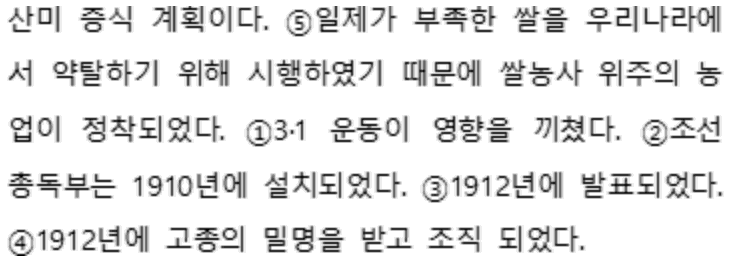 산미 증식 계획이다. ⑤일제가 부족한 쌀을 우리나라에
서 약탈하기 위해 시행하였기 때문에 쌀농사 위주의 농
업이 정착되었다. ①3·1 운동이 영향을 끼쳤다. ②조선
총독부는 1910년에 설치되었다. ③1912년에 발표되었다.
④1912년에 고종의 밀명을 받고 조직 되었다.